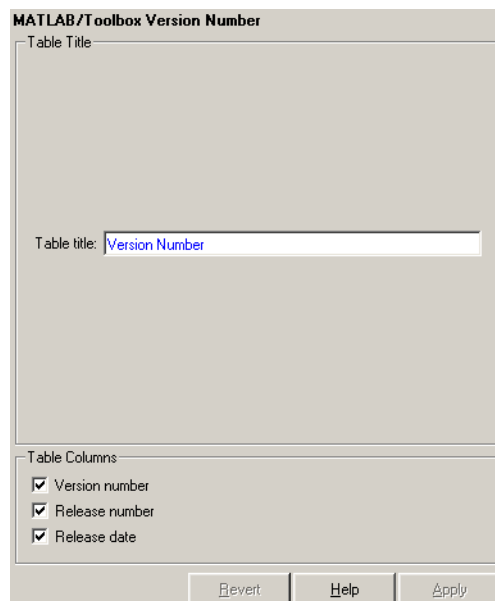 MATLAB/Toolbox Version Number
Table Title
Table title: Version Number
Table Columns
Version number
Release number
Release date
Revert Help Apply